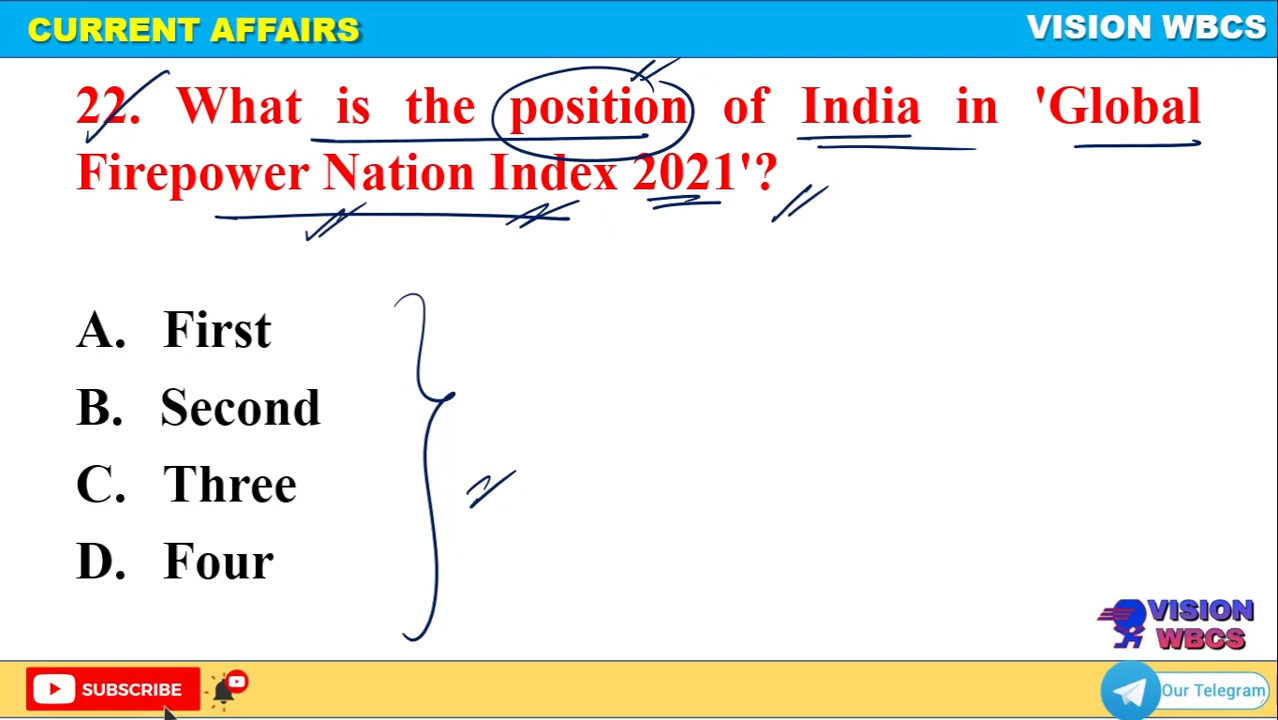 CURRENT AFFAIRS
VISION WBCS
22. What is the position of India in 'Global
Firepower Nation Index 2021'?
A. First
B. Second
C. Three
D. Four
VISION
WBCS
SUBSCRIBE
Our Telegram